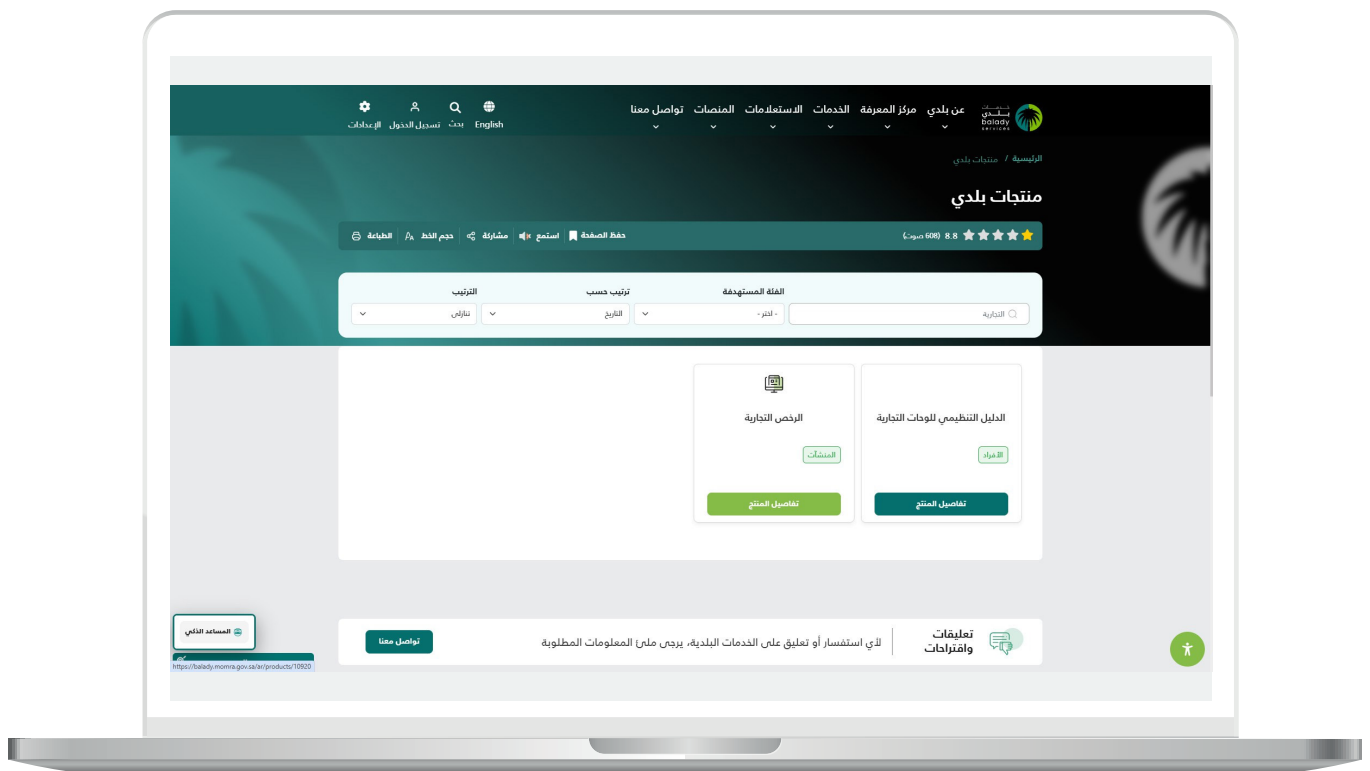 خدمات
بلدي
balady
services
عن بلدي
مركز المعرفة
الخدمات
الاستعلامات
المنصات
تواصل معنا
English
بحث
تسجيل الدخول
الإعدادات
الرئيسية / منتجات بلدي
منتجات بلدي
8.8 (608 صوت)
حفظ الصفحة
استمع
مشاركة
حجم الخط
الطباعة
الفئة المستهدفة
ترتيب حسب
الترتيب
التجارية
- اختر -
التاريخ
تنازلي
الدليل التنظيمي للوحات التجارية
الأفراد
تفاصيل المنتج
الرخص التجارية
المنشآت
تفاصيل المنتج
تعليقات
واقتراحات
لأي استفسار أو تعليق على الخدمات البلدية، يرجى ملئ المعلومات المطلوبة
تواصل معنا
المساعد الذكي
https://balady.momra.gov.sa/ar/products/10920